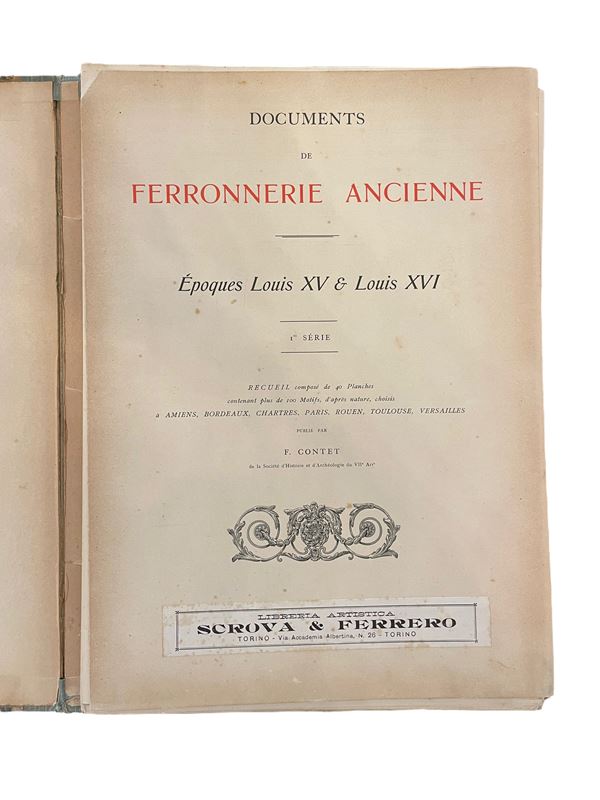 DOCUMENTS
DE
FERRONNERIE ANCIENNE
Époques Louis XV & Louis XVI
1re SÉRIE
RECUEIL composé de 40 Planches
contenant plus de 100 Motifs, d'après nature, choisis
a AMIENS, BORDEAUX, CHARTRES, PARIS, ROUEN, TOULOUSE, VERSAILLES
PUBLIÉ PAR
F. CONTET
de la Société d'Histoire et d'Archéologie du VIIe Arrt
LIBRERIA ARTISTICA
SCROVA & FERRERO
TORINO - Via Accademia Albertina, N. 26 - TORINO